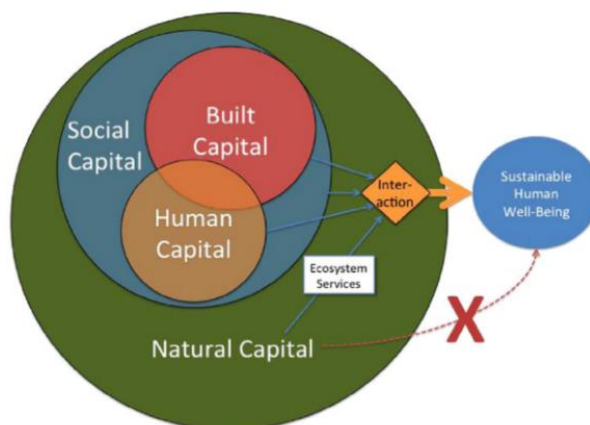 Social
Capital
Built
Capital
Human
Capital
Inter-
action
Sustainable
Human
Well-Being
Ecosystem
Services
Natural Capital
X